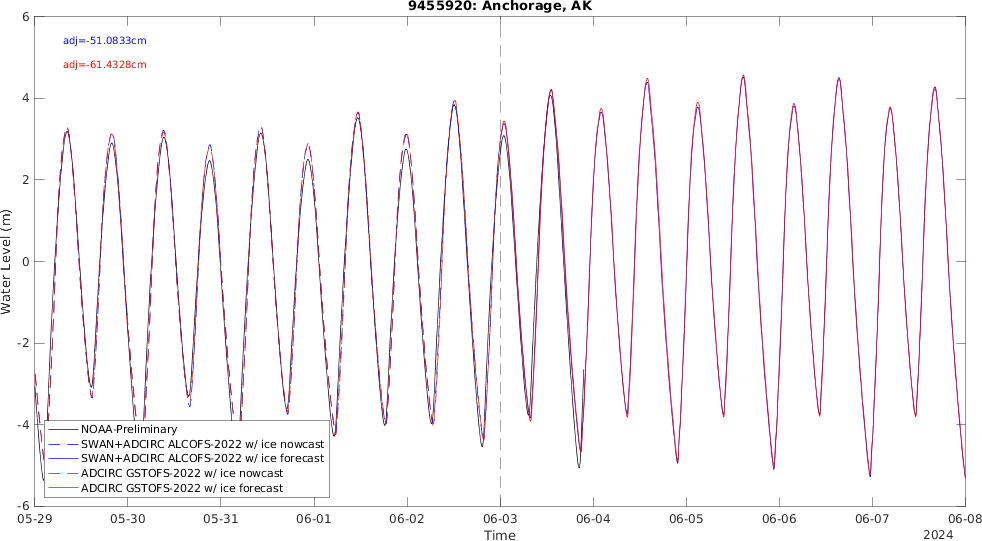 9455920: Anchorage, AK
adj=-51.0833cm
adj=-61.4328cm
6
4
2
0
-2
-4
-6
Water Level (m)
NOAA-Preliminary
SWAN+ADCIRC ALCOFS-2022 w/ ice nowcast
SWAN+ADCIRC ALCOFS-2022 w/ ice forecast
ADCIRC GSTOFS-2022 w/ ice nowcast
ADCIRC GSTOFS-2022 w/ ice forecast
05-29 05-30 05-31 06-01 06-02 06-03 06-04 06-05 06-06 06-07 06-08
Time
2024